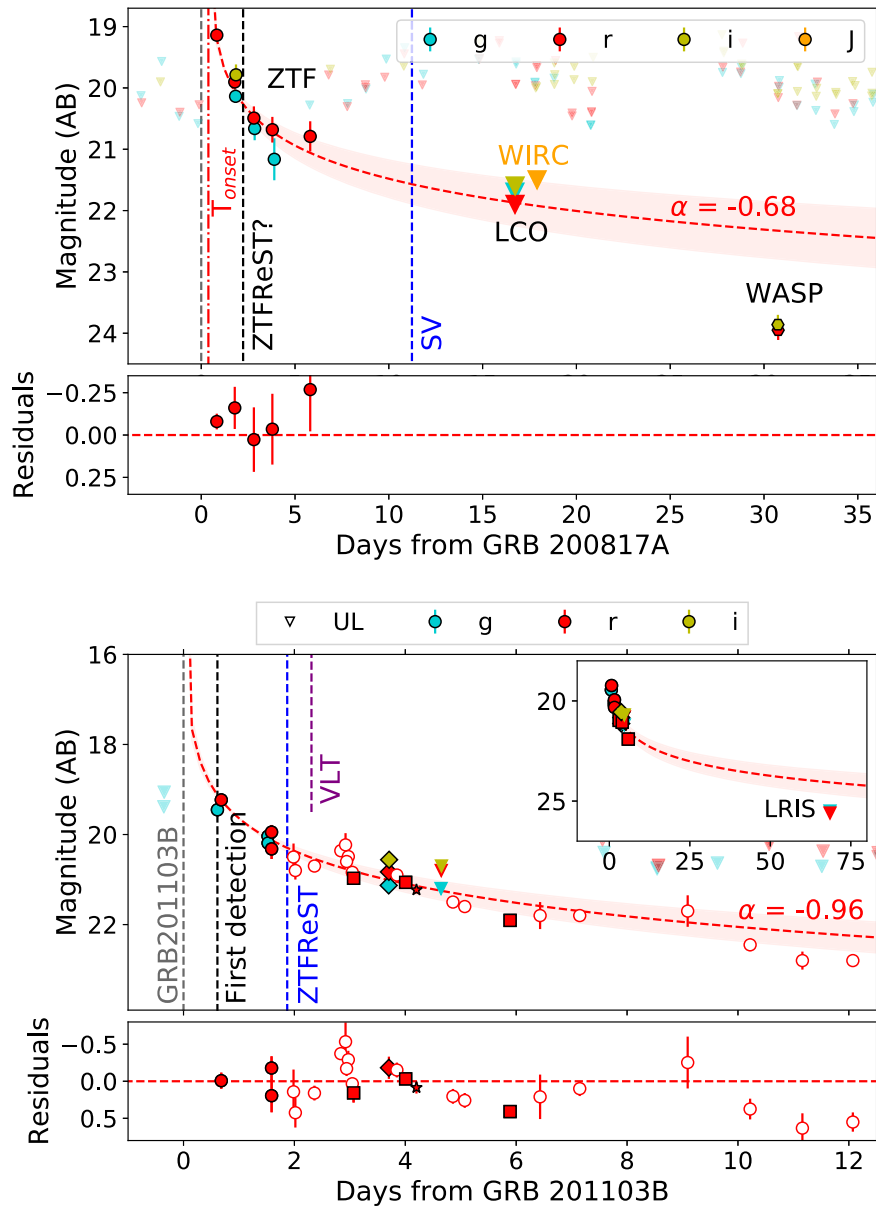 g r i J
19
20
21
22
23
24
Magnitude (AB)
ZTF
T_onset
ZTFReST?
SV
WIRC
LCO
α = -0.68
WASP
Residuals
−0.25
0.00
0.25
0 5 10 15 20 25 30 35
Days from GRB 200817A
UL g r i
16
18
20
22
Magnitude (AB)
GRB201103B
First detection
ZTFReST
VLT
20
25
LRIS
0 25 50 75
α = -0.96
Residuals
−0.5
0.0
0.5
0 2 4 6 8 10 12
Days from GRB 201103B